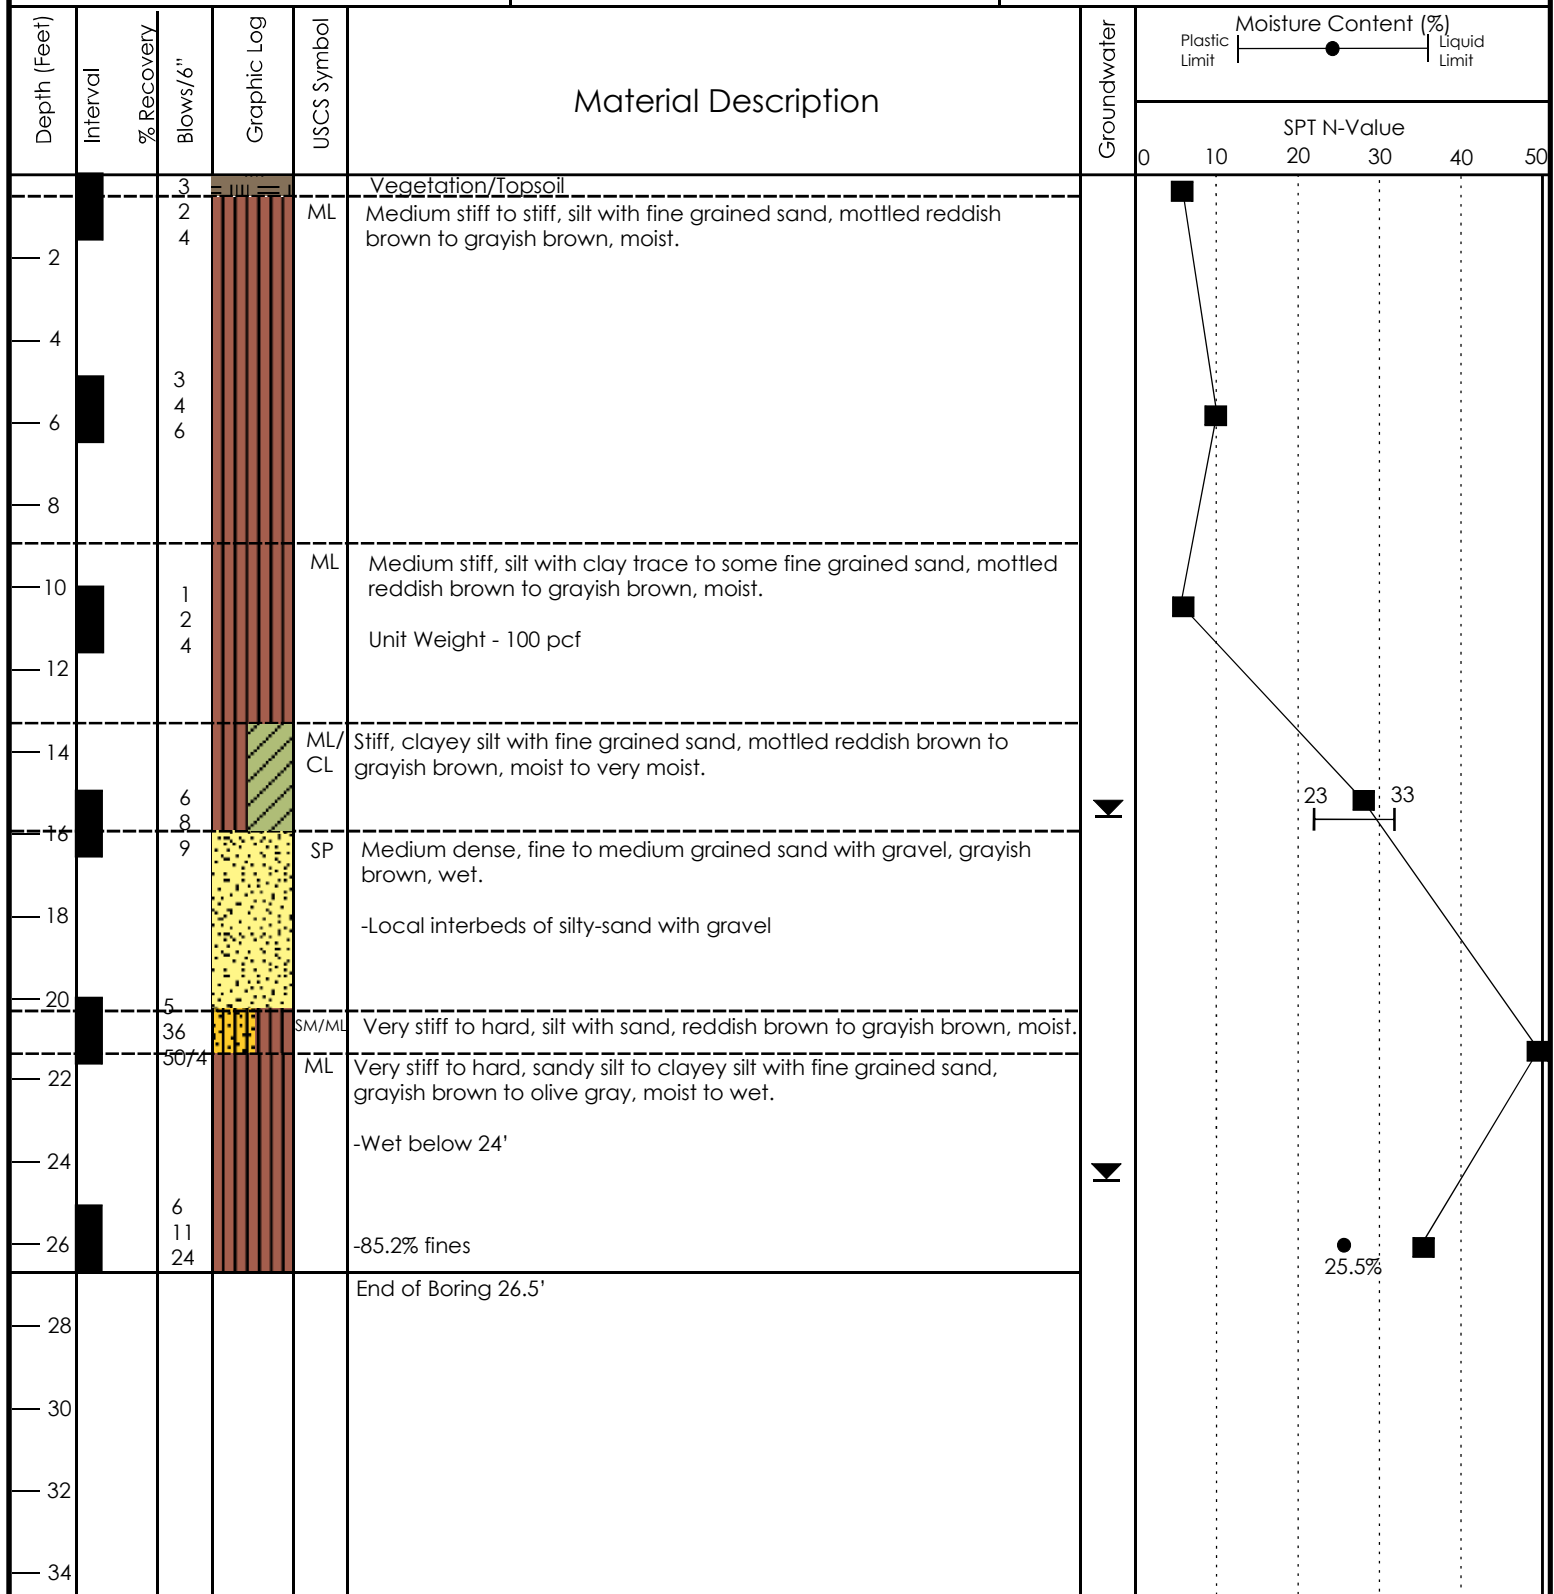 Depth (Feet)
Interval
% Recovery
Blows/6"
Graphic Log
USCS Symbol
Material Description
Groundwater
Moisture Content (%)
Plastic
Limit
Liquid
Limit
SPT N-Value
0 10 20 30 40 50
3
Vegetation/Topsoil
2
4
ML
Medium stiff to stiff, silt with fine grained sand, mottled reddish
brown to grayish brown, moist.
2
4
3
4
6
6
8
ML
Medium stiff, silt with clay trace to some fine grained sand, mottled
reddish brown to grayish brown, moist.
10
1
2
4
Unit Weight - 100 pcf
12
ML/
CL
Stiff, clayey silt with fine grained sand, mottled reddish brown to
grayish brown, moist to very moist.
14
6
8
9
23
33
16
SP
Medium dense, fine to medium grained sand with gravel, grayish
brown, wet.
18
-Local interbeds of silty-sand with gravel
20
5
36
50/4
SM/ML
Very stiff to hard, silt with sand, reddish brown to grayish brown, moist.
ML
Very stiff to hard, sandy silt to clayey silt with fine grained sand,
grayish brown to olive gray, moist to wet.
22
-Wet below 24’
24
6
11
24
26
-85.2% fines
25.5%
End of Boring 26.5’
28
30
32
34